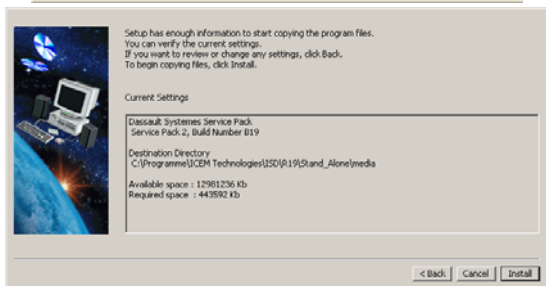 Setup has enough information to start copying the program files.
You can verify the current settings.
If you want to review or change any settings, click Back.
To begin copying files, click Install.
Current Settings
Dassault Systemes Service Pack
Service Pack 2, Build Number B19
Destination Directory
C:\Programme\ICEM Technologies\ISD\R19\Stand_Alone\media
Available space : 12981236 Kb
Required space : 443592 Kb
< Back Cancel Install